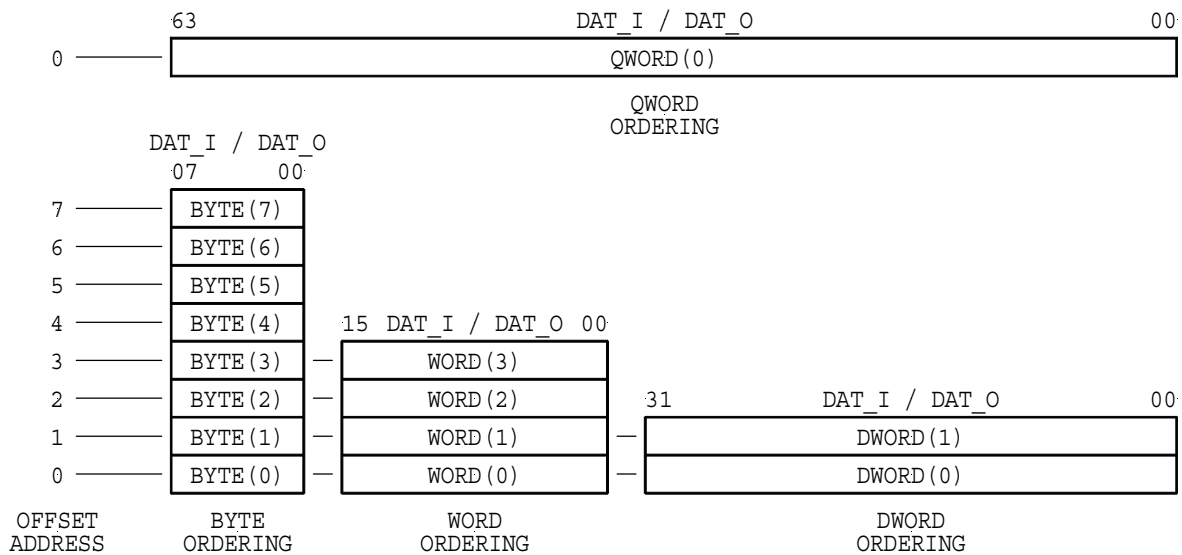 63 DAT_I / DAT_O 00
0 QWORD(0)
QWORD
ORDERING
DAT_I / DAT_O
07 00
7 BYTE(7)
6 BYTE(6)
5 BYTE(5)
4 BYTE(4) 15 DAT_I / DAT_O 00
3 BYTE(3) WORD(3)
2 BYTE(2) WORD(2) 31 DAT_I / DAT_O 00
1 BYTE(1) WORD(1) DWORD(1)
0 BYTE(0) WORD(0) DWORD(0)
OFFSET BYTE WORD DWORD
ADDRESS ORDERING ORDERING ORDERING